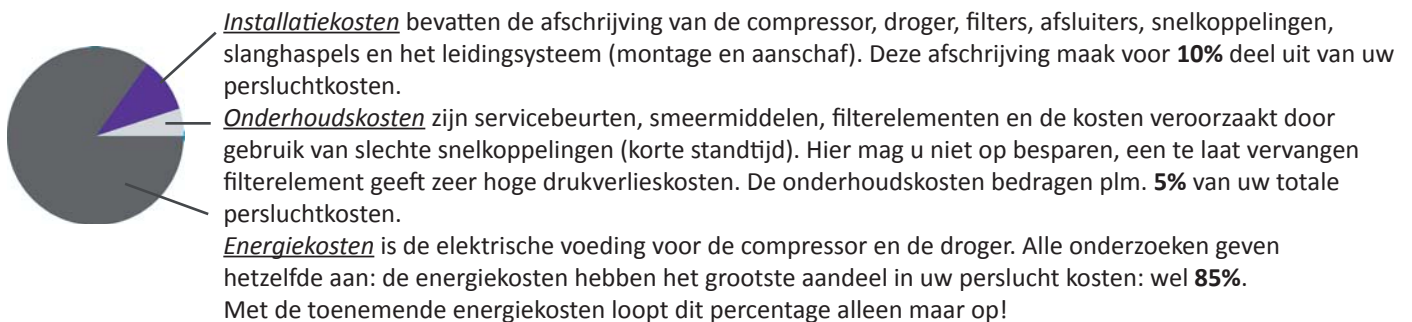 Installatiekosten bevatten de afschrijving van de compressor, droger, filters, afsluiters, snelkoppelingen,
slanghaspels en het leidingsysteem (montage en aanschaf). Deze afschrijving maak voor 10% deel uit van uw
persluchtkosten.
Onderhoudskosten zijn servicebeurten, smeermiddelen, filterelementen en de kosten veroorzaakt door
gebruik van slechte snelkoppelingen (korte standtijd). Hier mag u niet op besparen, een te laat vervangen
filterelement geeft zeer hoge drukverlieskosten. De onderhoudskosten bedragen plm. 5% van uw totale
persluchtkosten.
Energiekosten is de elektrische voeding voor de compressor en de droger. Alle onderzoeken geven
hetzelfde aan: de energiekosten hebben het grootste aandeel in uw perslucht kosten: wel 85%.
Met de toenemende energiekosten loopt dit percentage alleen maar op!